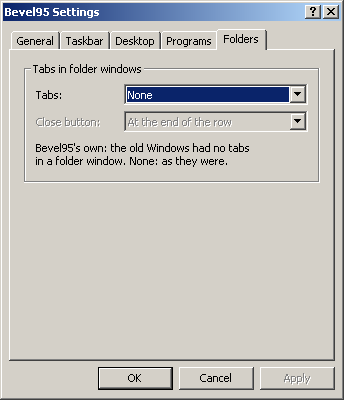 Bevel95 Settings
General
Taskbar
Desktop
Programs
Folders
Tabs in folder windows
Tabs:
None
Close button:
At the end of the row
Bevel95's own: the old Windows had no tabs
in a folder window. None: as they were.
OK
Cancel
Apply